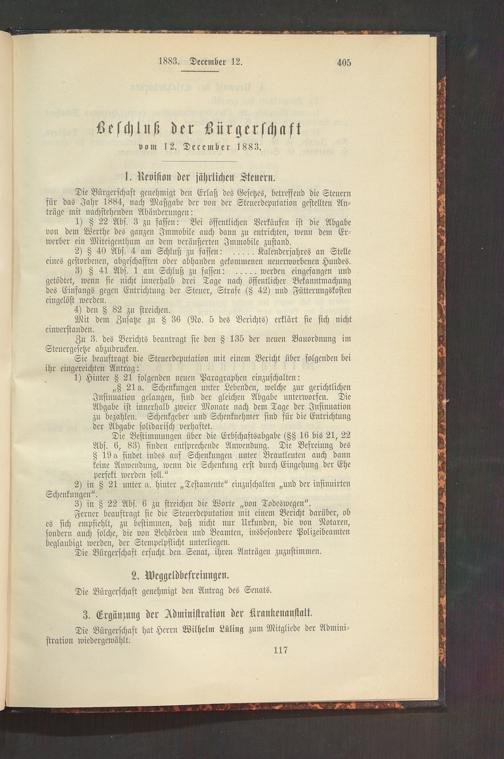 1883. December 12.
405
Beschluß der Bürgerschaft
vom 12. December 1883.
1. Revision der jährlichen Steuern.
Die Bürgerschaft genehmigt den Erlaß des Gesetzes, betreffend die Steuern
für das Jahr 1884, nach Maßgabe der von der Steuerdeputation gestellten An-
träge mit nachstehenden Abänderungen:
1) § 22 Abs. 3 zu fassen: Bei öffentlichen Verkäufen ist die Abgabe
von dem Werthe des ganzen Immobile auch dann zu entrichten, wenn dem Er-
werber ein Miteigenthum an dem veräußerten Immobile zustand.
2) § 40 Abs. 4 am Schluß zu fassen: ..... Kalenderjahres an Stelle
eines gestorbenen, abgeschafften oder abhanden gekommenen neuerworbenen Hundes.
3) § 41 Abs. 1 am Schluß zu fassen: ..... werden eingefangen und
getödtet, wenn sie nicht innerhalb drei Tage nach öffentlicher Bekanntmachung
des Einfangs gegen Entrichtung der Steuer, Strafe (§ 42) und Fütterungskosten
eingelöst werden.
4) den § 82 zu streichen.
Mit dem Zusatze zu § 36 (No. 5 des Berichts) erklärt sie sich nicht
einverstanden.
Zu 3. des Berichts beantragt sie den § 135 der neuen Bauordnung im
Steuergesetze abzudrucken.
Sie beauftragt die Steuerdeputation mit einem Bericht über folgenden bei
ihr eingereichten Antrag:
1) Hinter § 21 folgenden neuen Paragraphen einzuschalten:
„§ 21a. Schenkungen unter Lebenden, welche zur gerichtlichen
Insinuation gelangen, sind der gleichen Abgabe unterworfen. Die
Abgabe ist innerhalb zweier Monate nach dem Tage der Insinuation
zu bezahlen. Schenkgeber und Schenknehmer sind für die Entrichtung
der Abgabe solidarisch verhaftet.
Die Bestimmungen über die Erbschaftsabgabe (§§ 16 bis 21, 22
Abs. 6, 83) finden entsprechende Anwendung. Die Befreiung des
§ 19a findet indes auf Schenkungen unter Brautleuten auch dann
keine Anwendung, wenn die Schenkung erst durch Eingehung der Ehe
perfekt werden soll."
2) in § 21 unter a. hinter „Testamente" einzuschalten „und der insinuirten
Schenkungen".
3) in § 22 Abs. 6 zu streichen die Worte „von Todeswegen".
Ferner beauftragt sie die Steuerdeputation mit einem Bericht darüber, ob
es sich empfiehlt, zu bestimmen, daß nicht nur Urkunden, die von Notaren,
sondern auch solche, die von Behörden und Beamten, insbesondere Polizeibeamten
beglaubigt werden, der Stempelpflicht unterliegen.
Die Bürgerschaft ersucht den Senat, ihren Anträgen zuzustimmen.
2. Weggeldbefreiungen.
Die Bürgerschaft genehmigt den Antrag des Senats.
3. Ergänzung der Administration der Krankenanstalt.
Die Bürgerschaft hat Herrn Wilhelm Lüling zum Mitgliede der Admini-
stration wiedergewählt.
117